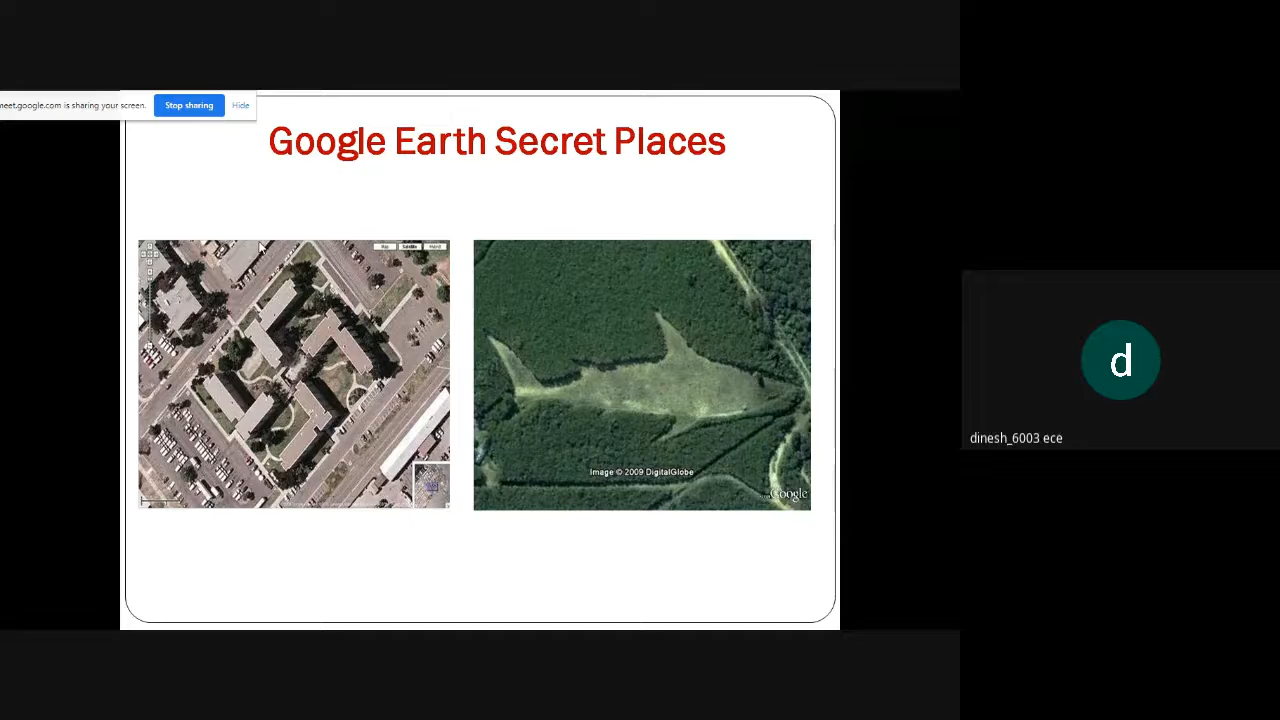 meet.google.com is sharing your screen.
Stop sharing
Hide
Google Earth Secret Places
Image © 2009 DigitalGlobe
Google
d
dinesh_6003 ece